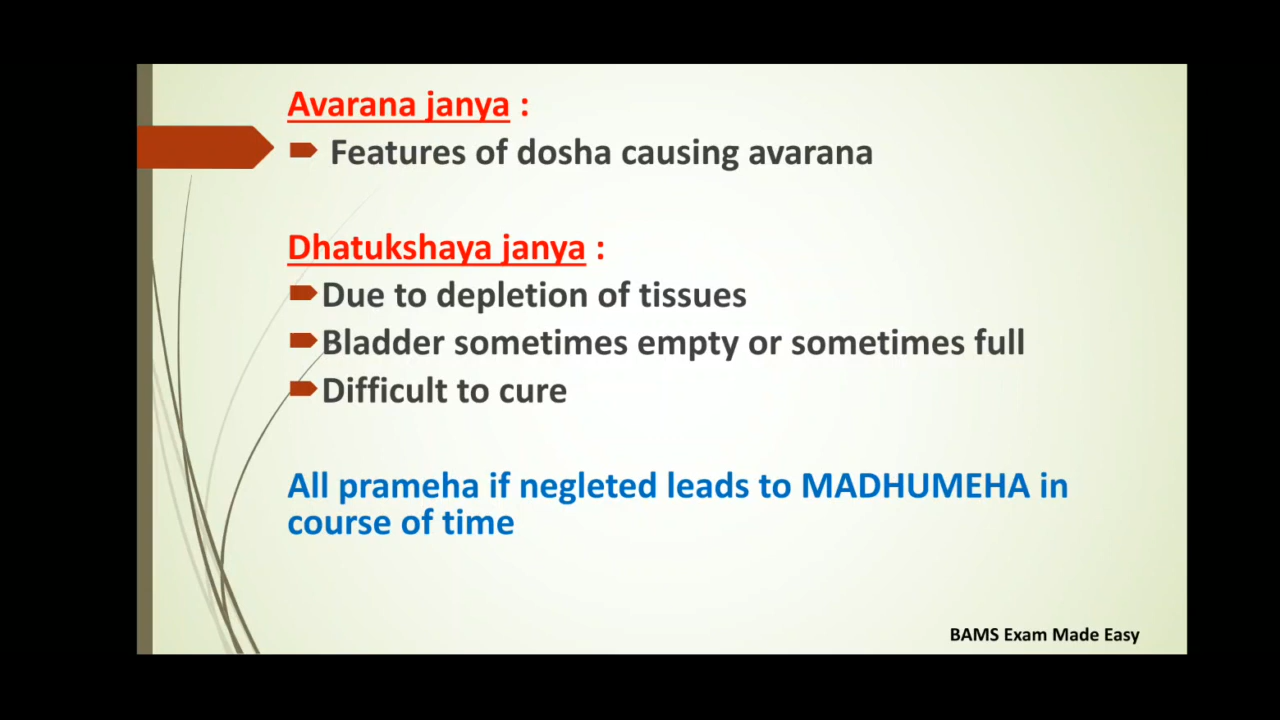 Avarana janya :
Features of dosha causing avarana
Dhatukshaya janya :
Due to depletion of tissues
Bladder sometimes empty or sometimes full
Difficult to cure
All prameha if negleted leads to MADHUMEHA in
course of time
BAMS Exam Made Easy